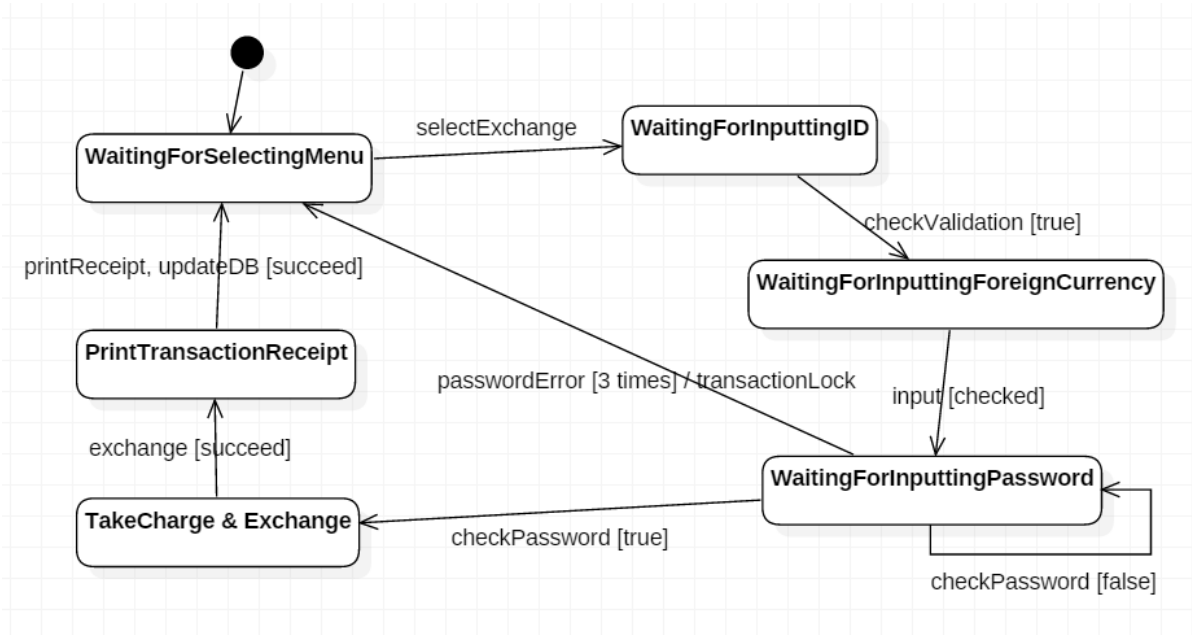 selectExchange
WaitingForInputtingID
WaitingForSelectingMenu
checkValidation [true]
printReceipt, updateDB [succeed]
WaitingForInputtingForeignCurrency
PrintTransactionReceipt
passwordError [3 times] / transactionLock
input [checked]
exchange [succeed]
WaitingForInputtingPassword
TakeCharge & Exchange
checkPassword [true]
checkPassword [false]